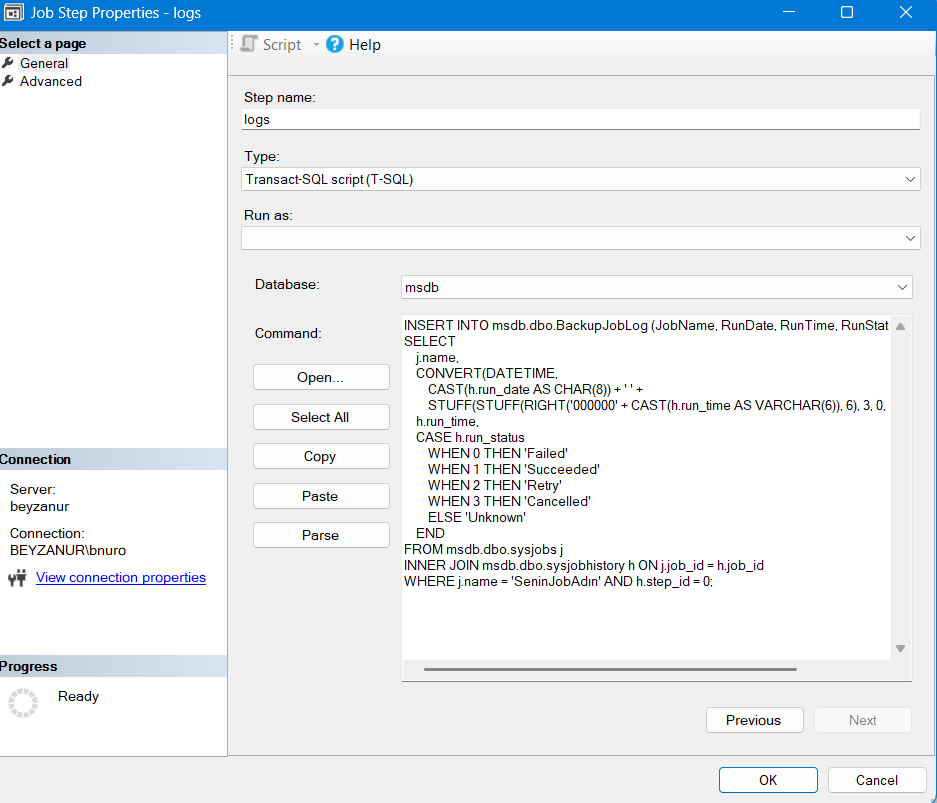 Job Step Properties - logs
Select a page
General
Advanced
Script
Help
Step name:
logs
Type:
Transact-SQL script (T-SQL)
Run as:
Database:
msdb
Command:
Open...
Select All
Copy
Paste
Parse
INSERT INTO msdb.dbo.BackupJobLog (JobName, RunDate, RunTime, RunStat
SELECT
j.name,
CONVERT(DATETIME,
CAST(h.run_date AS CHAR(8)) + ' ' +
STUFF(STUFF(RIGHT('000000' + CAST(h.run_time AS VARCHAR(6)), 6), 3, 0,
h.run_time,
CASE h.run_status
WHEN 0 THEN 'Failed'
WHEN 1 THEN 'Succeeded'
WHEN 2 THEN 'Retry'
WHEN 3 THEN 'Cancelled'
ELSE 'Unknown'
END
FROM msdb.dbo.sysjobs j
INNER JOIN msdb.dbo.sysjobhistory h ON j.job_id = h.job_id
WHERE j.name = 'SeninJobAdın' AND h.step_id = 0;
Connection
Server:
beyzanur
Connection:
BEYZANUR\bnuro
View connection properties
Progress
Ready
Previous
Next
OK
Cancel